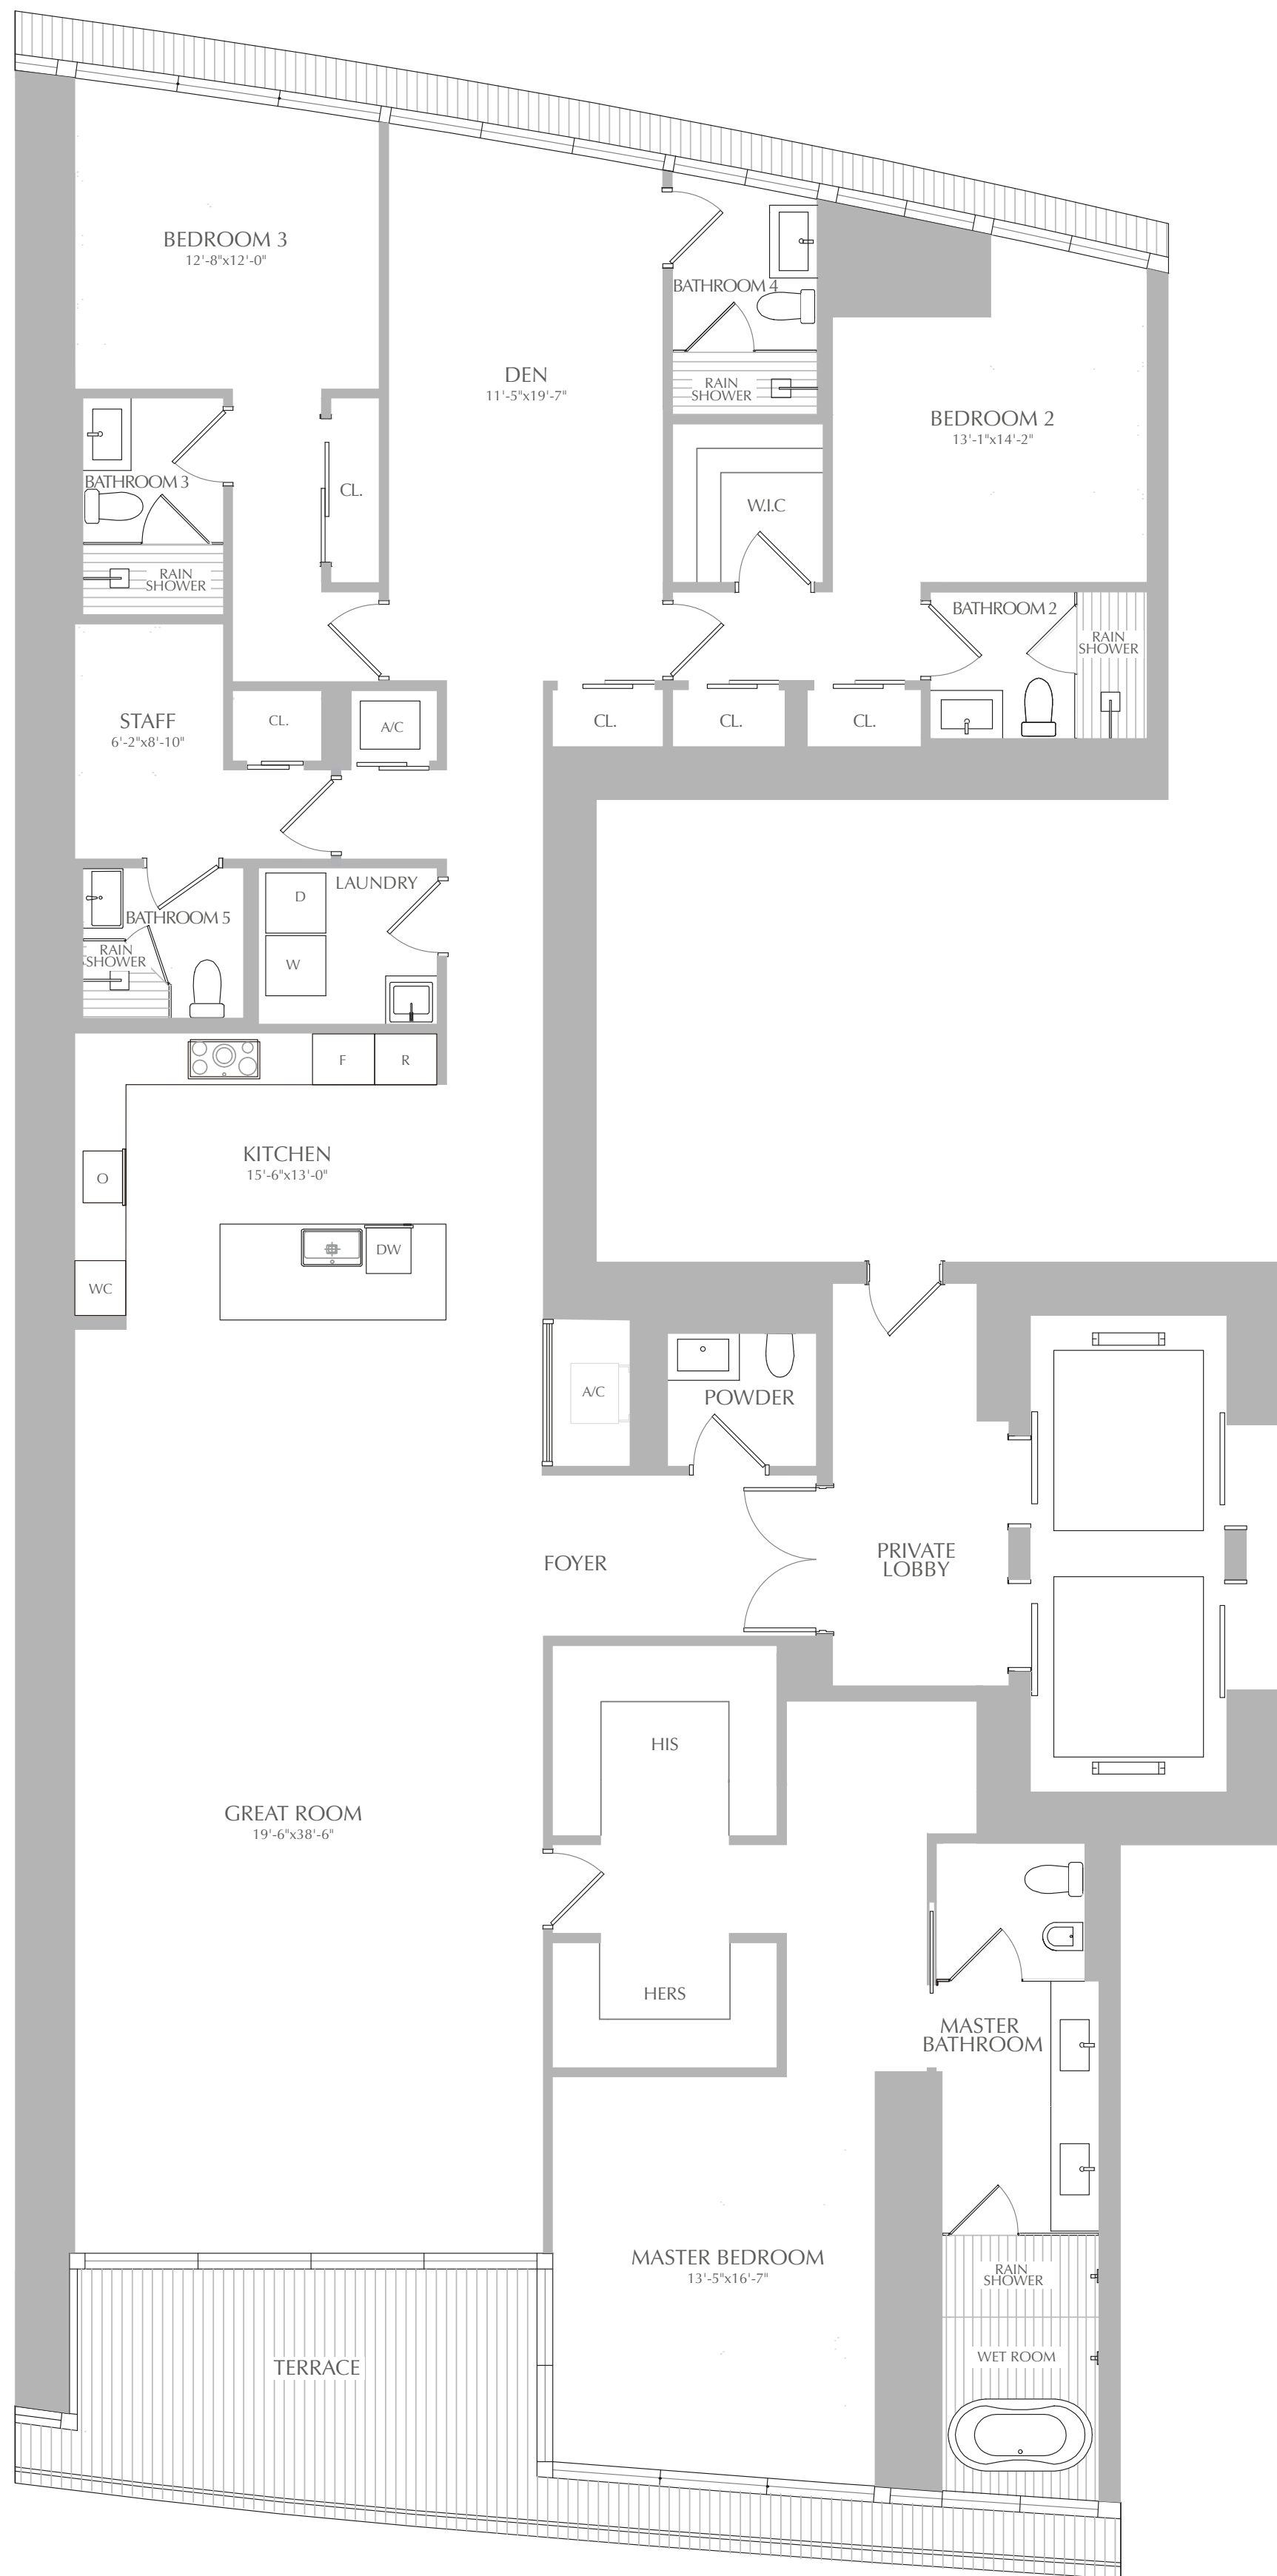 BEDROOM 3
12'-8"x12'-0"
BATHROOM 4
RAIN
SHOWER
DEN
11'-5"x19'-7"
BEDROOM 2
13'-1"x14'-2"
BATHROOM 3
CL.
W.I.C
RAIN
SHOWER
BATHROOM 2
RAIN
SHOWER
STAFF
6'-2"x8'-10"
CL.
A/C
CL.
CL.
CL.
LAUNDRY
D
BATHROOM 5
RAIN
SHOWER
W
F
R
KITCHEN
15'-6"x13'-0"
O
DW
WC
A/C
POWDER
FOYER
PRIVATE
LOBBY
HIS
GREAT ROOM
19'-6"x38'-6"
HERS
MASTER
BATHROOM
MASTER BEDROOM
13'-5"x16'-7"
RAIN
SHOWER
WET ROOM
TERRACE